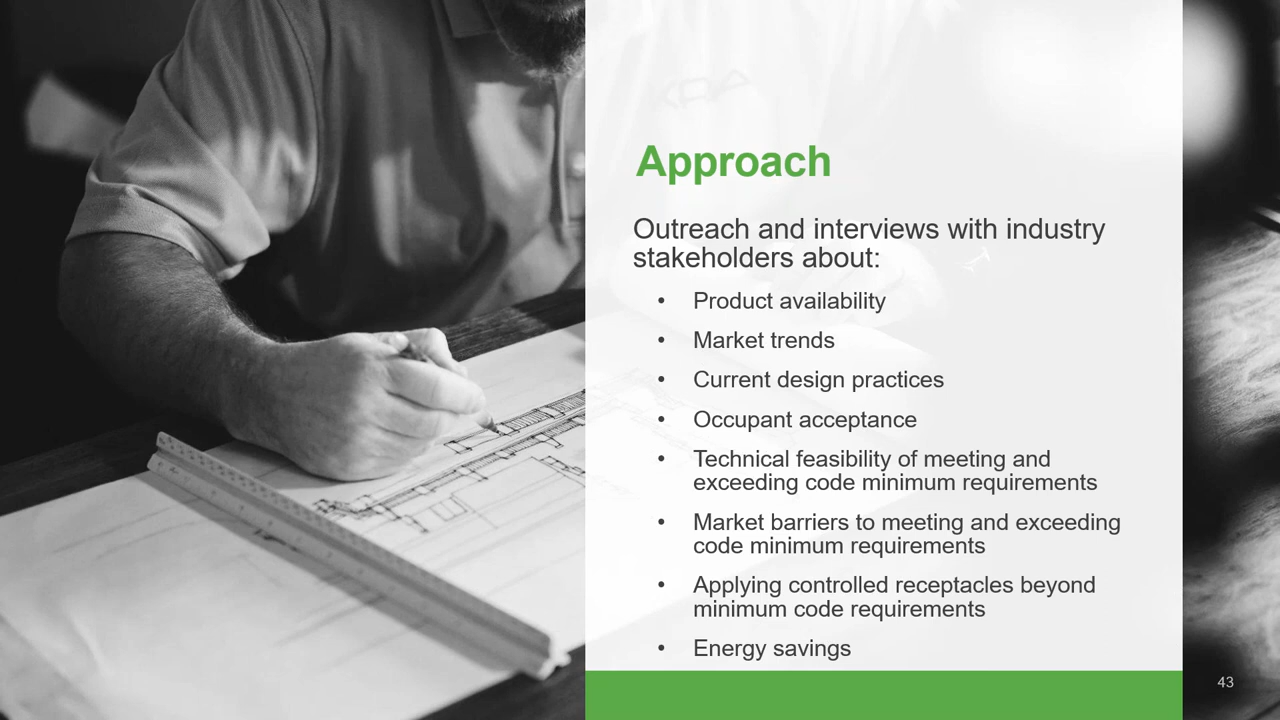 Approach
Outreach and interviews with industry
stakeholders about:
• Product availability
• Market trends
• Current design practices
• Occupant acceptance
• Technical feasibility of meeting and
exceeding code minimum requirements
• Market barriers to meeting and exceeding
code minimum requirements
• Applying controlled receptacles beyond
minimum code requirements
• Energy savings
43